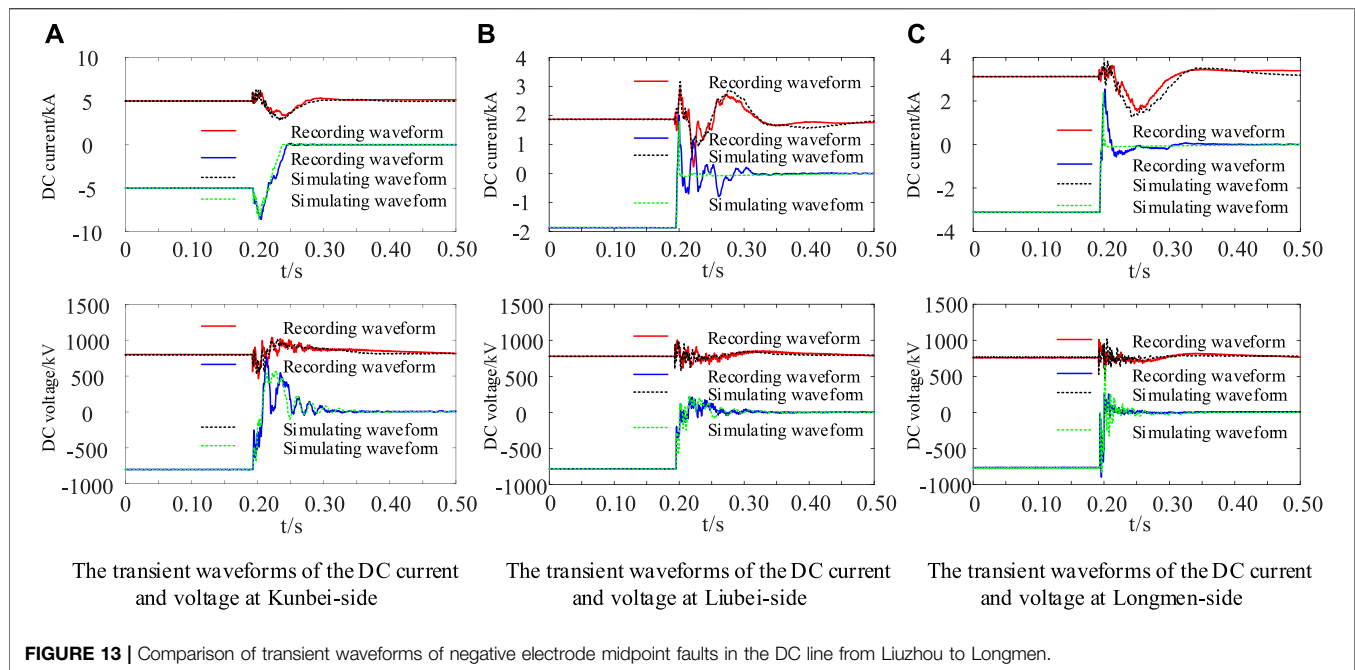 A
B
C
10
5
0
-5
-10
DC current/kA
Recording waveform
Recording waveform
Simulating waveform
Simulating waveform
0
0.10
0.20
0.30
0.40
0.50
t/s
4
3
2
1
0
-1
-2
DC current/kA
Recording waveform
Recording waveform
Simulating waveform
Simulating waveform
0
0.10
0.20
0.30
0.40
0.50
t/s
4
2
0
-2
-4
DC current/kA
Recording waveform
Recording waveform
Simulating waveform
Simulating waveform
0
0.10
0.20
0.30
0.40
0.50
t/s
1500
1000
500
0
-500
-1000
DC voltage/kV
Recording waveform
Recording waveform
Simulating waveform
Simulating waveform
0
0.10
0.20
0.30
0.40
0.50
t/s
1500
1000
500
0
-500
-1000
DC voltage/kV
Recording waveform
Recording waveform
Simulating waveform
Simulating waveform
0
0.10
0.20
0.30
0.40
0.50
t/s
1500
1000
500
0
-500
-1000
DC voltage/kV
Recording waveform
Recording waveform
Simulating waveform
Simulating waveform
0
0.10
0.20
0.30
0.40
0.50
t/s
The transient waveforms of the DC current
and voltage at Kunbei-side
The transient waveforms of the DC current
and voltage at Liubei-side
The transient waveforms of the DC current
and voltage at Longmen-side
FIGURE 13 | Comparison of transient waveforms of negative electrode midpoint faults in the DC line from Liuzhou to Longmen.